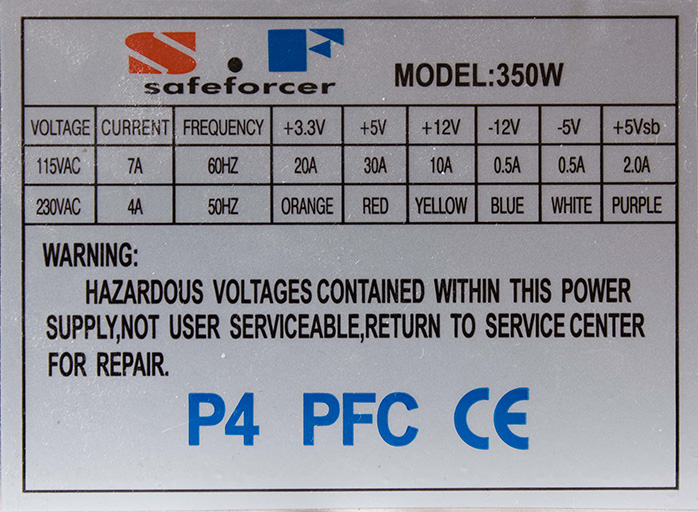 S.F
safeforcer
MODEL:350W
VOLTAGE CURRENT FREQUENCY +3.3V +5V +12V -12V -5V +5Vsb
115VAC 7A 60HZ 20A 30A 10A 0.5A 0.5A 2.0A
230VAC 4A 50HZ ORANGE RED YELLOW BLUE WHITE PURPLE
WARNING:
HAZARDOUS VOLTAGES CONTAINED WITHIN THIS POWER
SUPPLY,NOT USER SERVICEABLE,RETURN TO SERVICE CENTER
FOR REPAIR.
P4 PFC CE